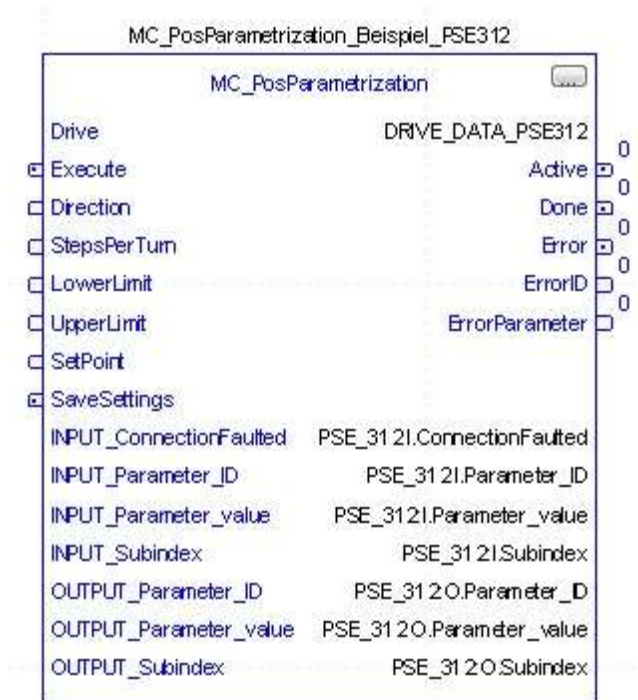 MC_PosParametrization_Beispiel_PSE312
MC_PosParametrization ...
Drive DRIVE_DATA_PSE312
0
Execute Active
0
Direction Done
0
StepsPerTurn Error
0
LowerLimit ErrorID
0
UpperLimit ErrorParameter
SetPoint
SaveSettings
INPUT_ConnectionFaulted PSE_312I.ConnectionFaulted
INPUT_Parameter_ID PSE_312I.Parameter_ID
INPUT_Parameter_value PSE_312I.Parameter_value
INPUT_Subindex PSE_312I.Subindex
OUTPUT_Parameter_ID PSE_312O.Parameter_ID
OUTPUT_Parameter_value PSE_312O.Parameter_value
OUTPUT_Subindex PSE_312O.Subindex